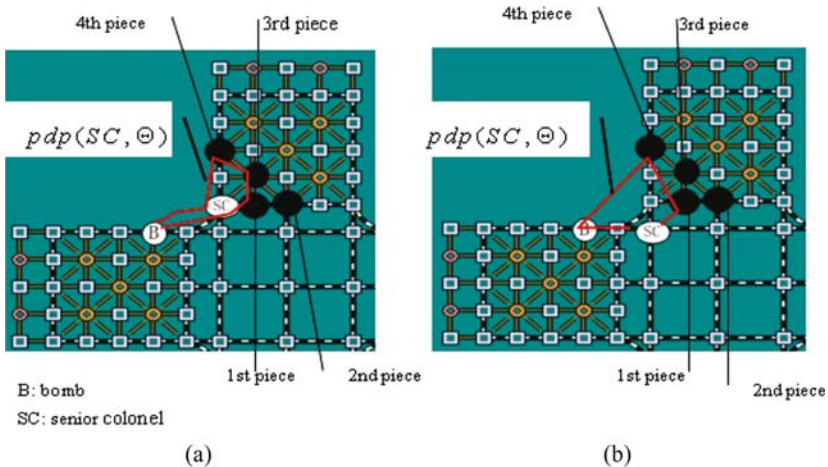 4th piece
3rd piece
pdp(SC, Θ)
SC
B
1st piece
2nd piece
B: bomb
SC: senior colonel
(a)
4th piece
3rd piece
pdp(SC, Θ)
B
SC
1st piece
2nd piece
(b)